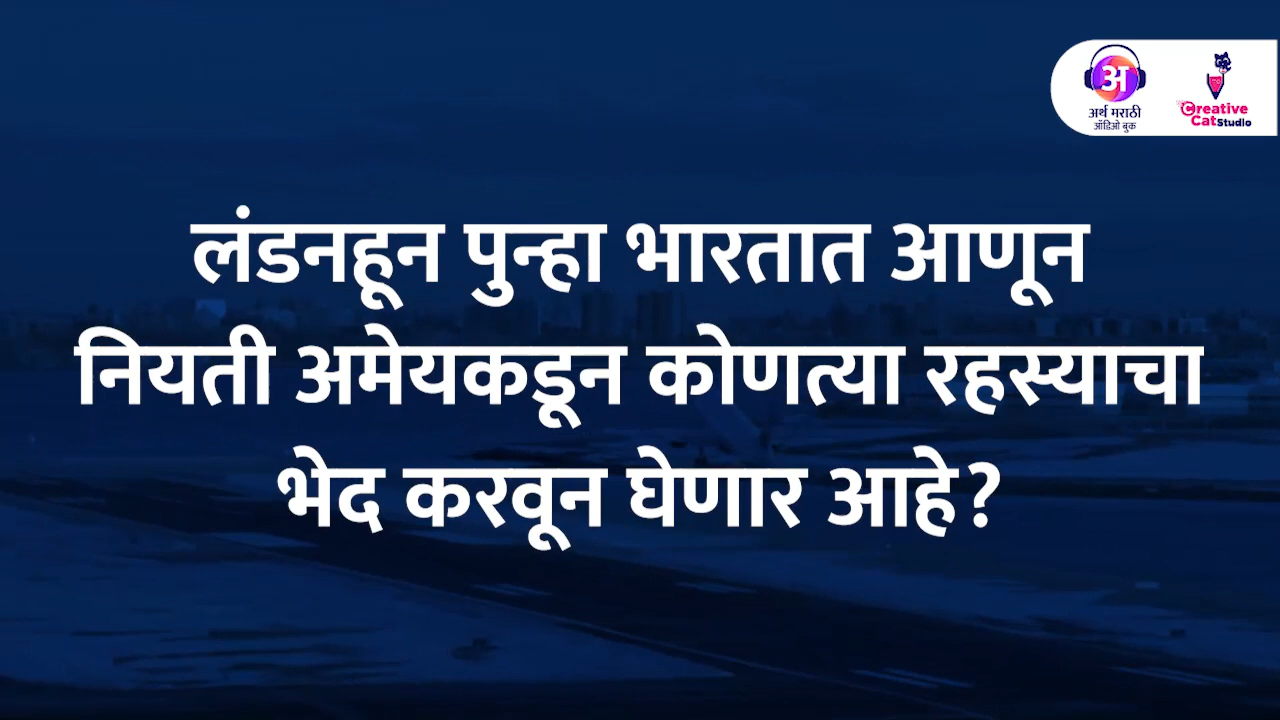 अ
अर्थ मराठी
ऑडिओ बुक
Creative
Cat Studio
लंडनहून पुन्हा भारतात आणून
नियती अमेयकडून कोणत्या रहस्याचा
भेद करवून घेणार आहे?